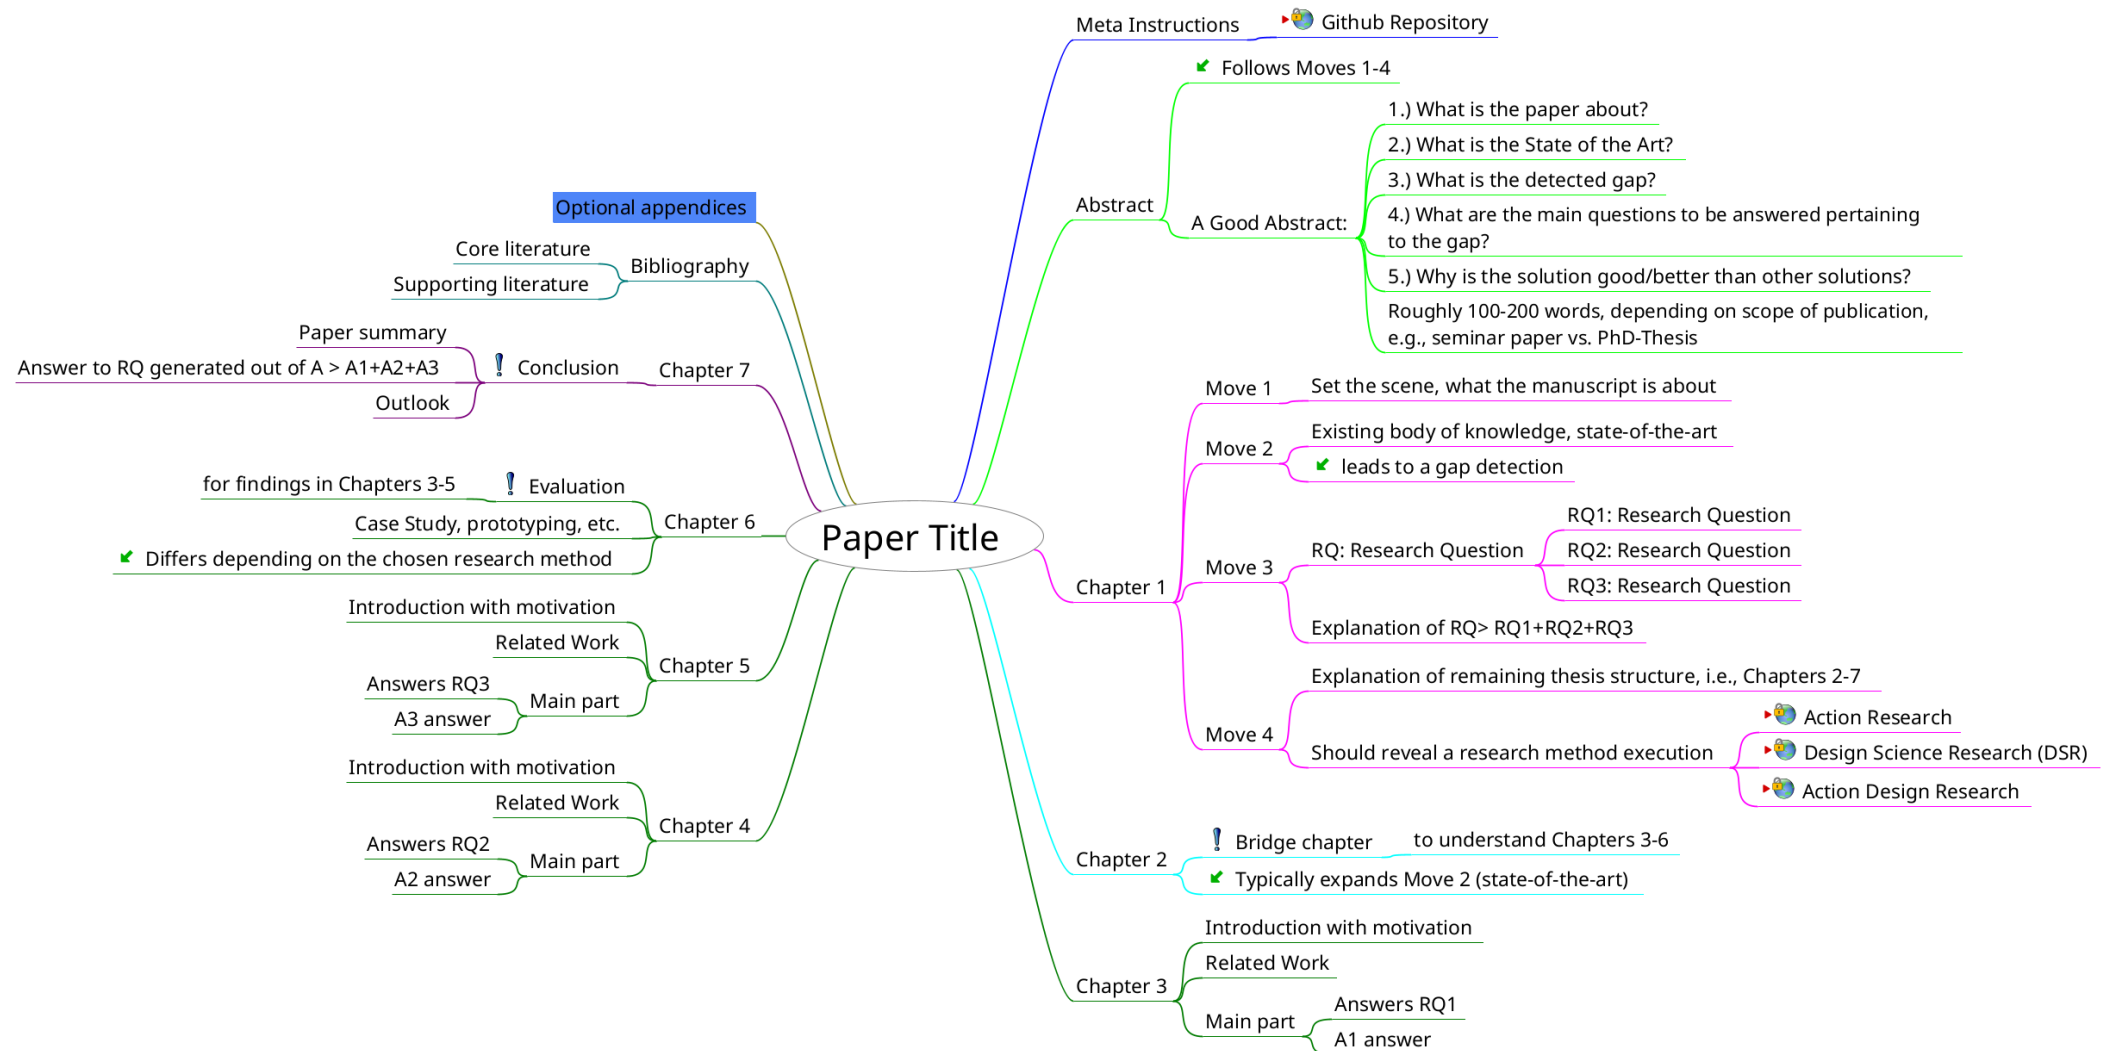 Paper Title
Meta Instructions
Github Repository
Abstract
Follows Moves 1-4
A Good Abstract:
1.) What is the paper about?
2.) What is the State of the Art?
3.) What is the detected gap?
4.) What are the main questions to be answered pertaining
to the gap?
5.) Why is the solution good/better than other solutions?
Roughly 100-200 words, depending on scope of publication,
e.g., seminar paper vs. PhD-Thesis
Chapter 1
Move 1
Set the scene, what the manuscript is about
Move 2
Existing body of knowledge, state-of-the-art
leads to a gap detection
Move 3
RQ: Research Question
RQ1: Research Question
RQ2: Research Question
RQ3: Research Question
Explanation of RQ> RQ1+RQ2+RQ3
Move 4
Explanation of remaining thesis structure, i.e., Chapters 2-7
Should reveal a research method execution
Action Research
Design Science Research (DSR)
Action Design Research
Chapter 2
Bridge chapter
to understand Chapters 3-6
Typically expands Move 2 (state-of-the-art)
Chapter 3
Introduction with motivation
Related Work
Main part
Answers RQ1
A1 answer
Optional appendices
Bibliography
Core literature
Supporting literature
Chapter 7
Conclusion
Paper summary
Answer to RQ generated out of A > A1+A2+A3
Outlook
Chapter 6
Evaluation
for findings in Chapters 3-5
Case Study, prototyping, etc.
Differs depending on the chosen research method
Chapter 5
Introduction with motivation
Related Work
Main part
Answers RQ3
A3 answer
Chapter 4
Introduction with motivation
Related Work
Main part
Answers RQ2
A2 answer